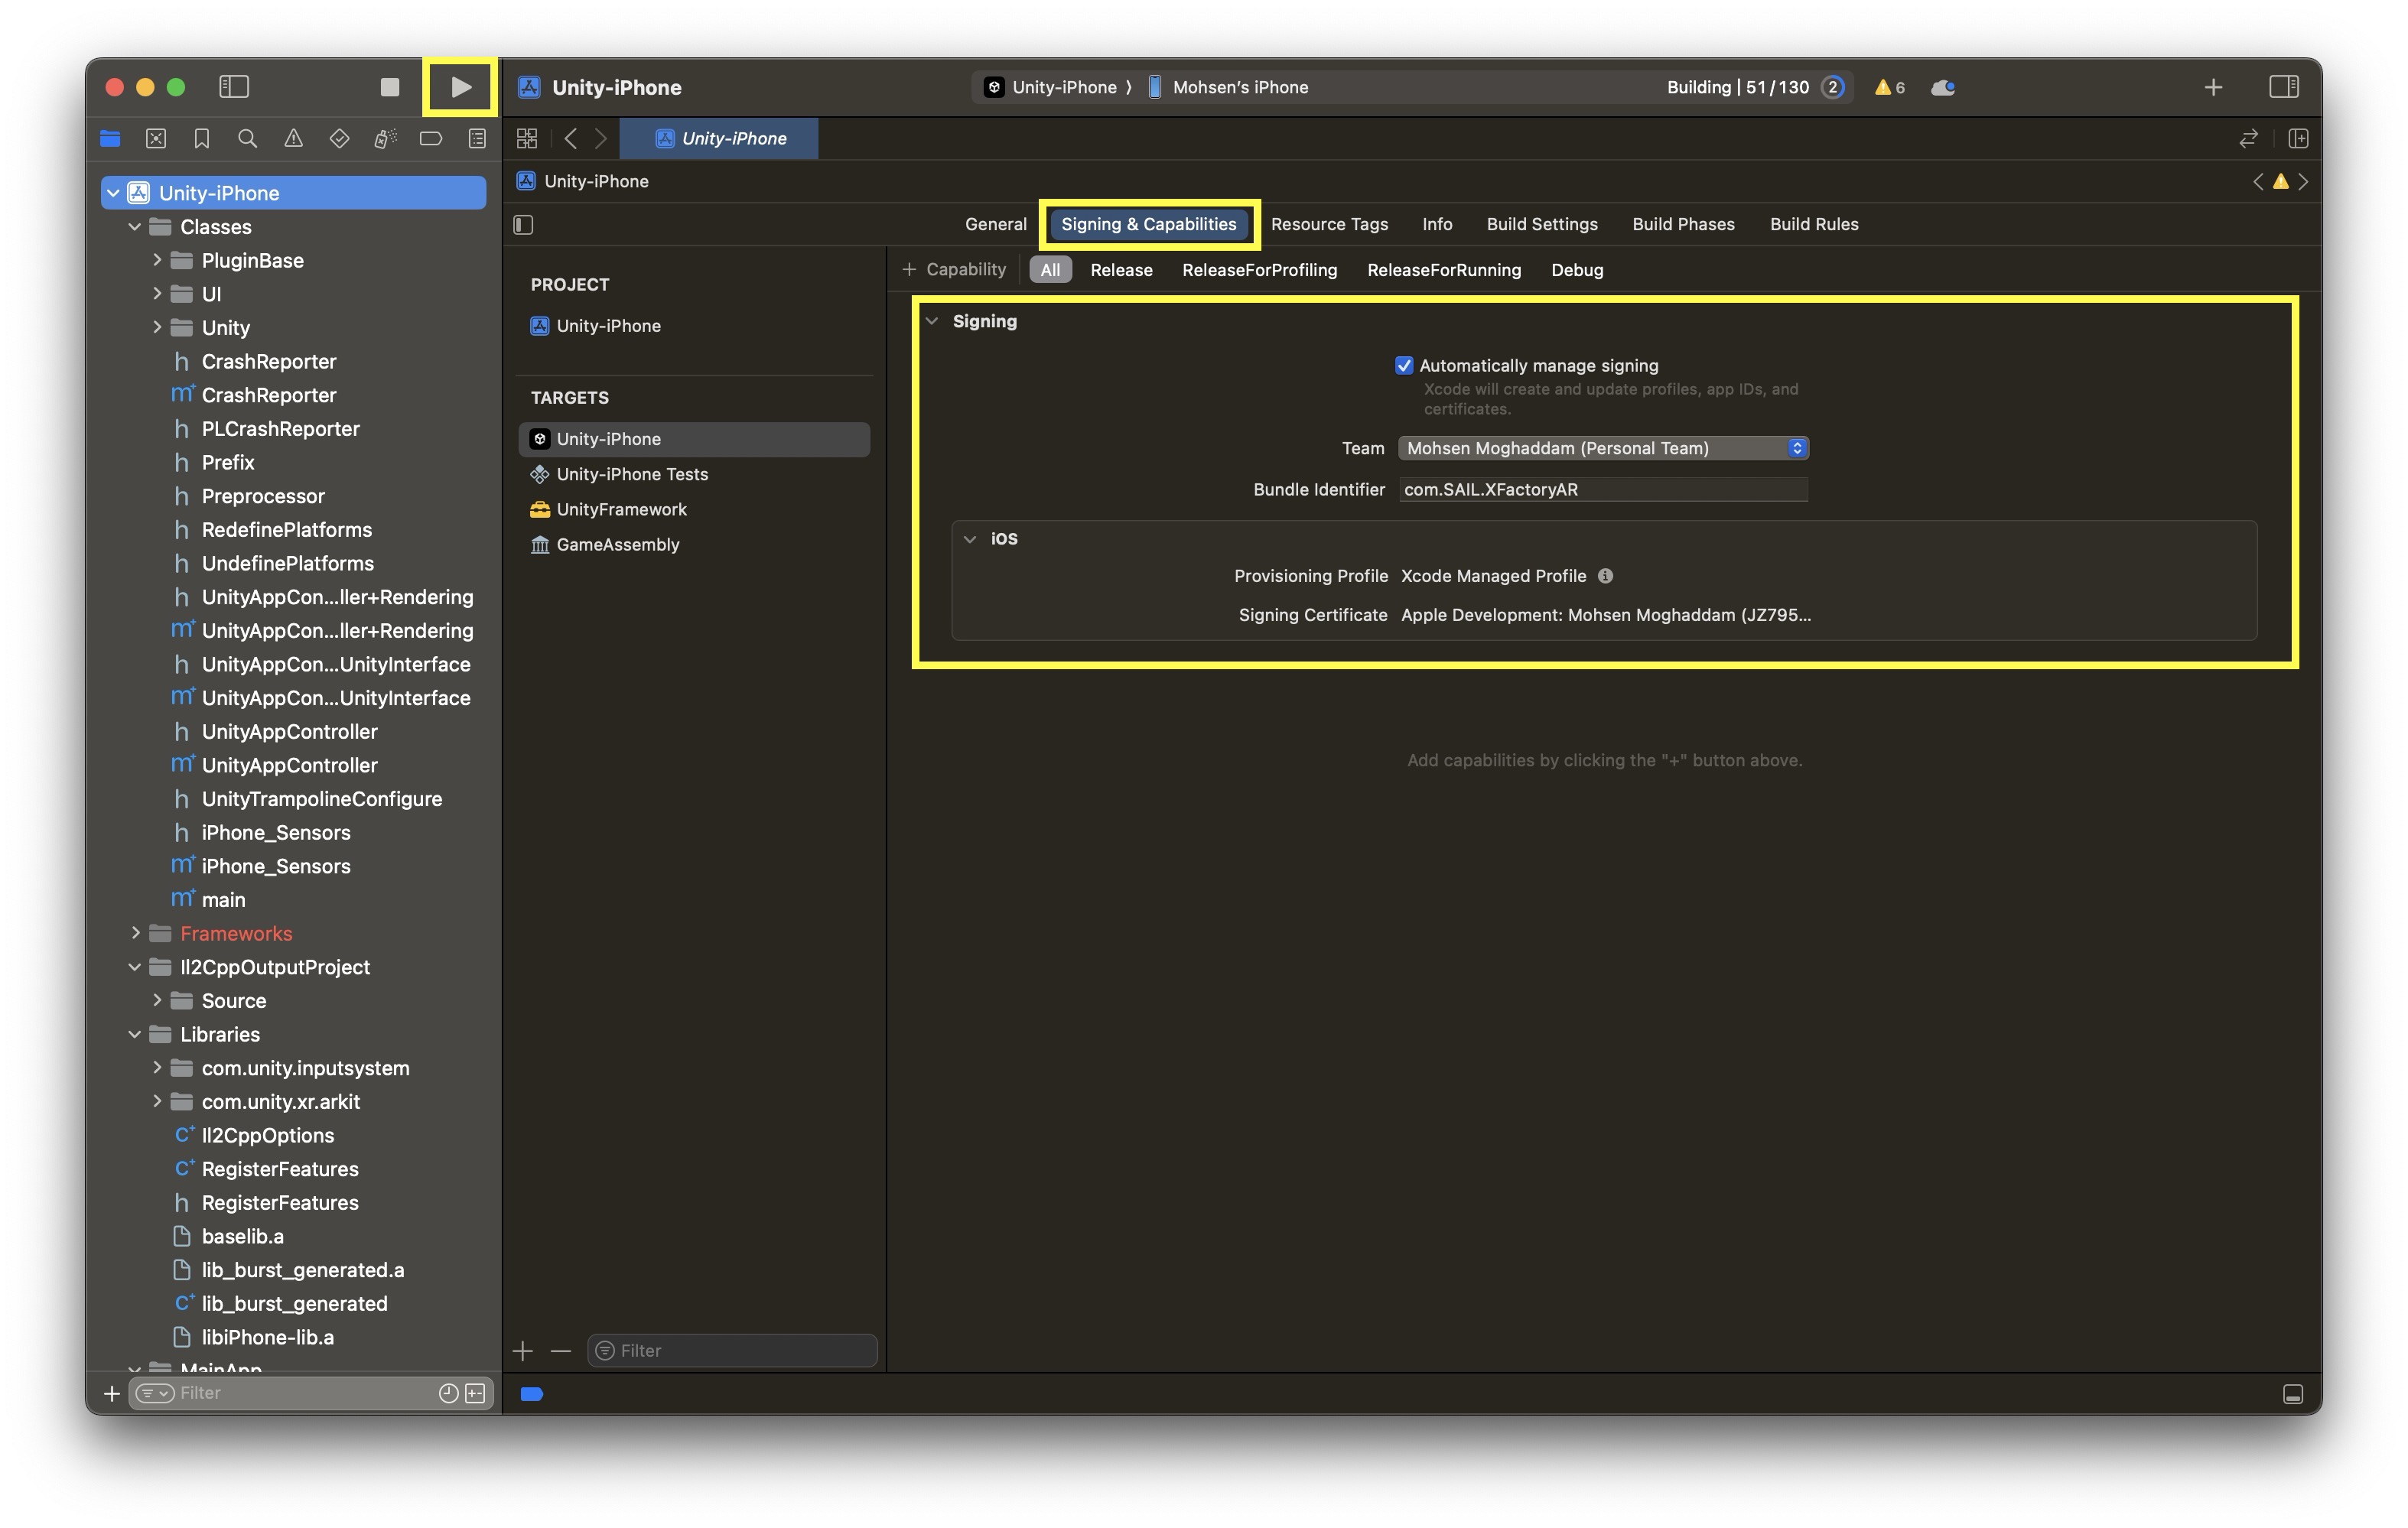 Unity-iPhone
Unity-iPhone ⟩ Mohsen's iPhone
Building | 51/130
2
6
Unity-iPhone
Unity-iPhone
General
Signing & Capabilities
Resource Tags
Info
Build Settings
Build Phases
Build Rules
+ Capability
All
Release
ReleaseForProfiling
ReleaseForRunning
Debug
Unity-iPhone
Classes
PluginBase
UI
Unity
h CrashReporter
m+ CrashReporter
h PLCrashReporter
h Prefix
h Preprocessor
h RedefinePlatforms
h UndefinePlatforms
h UnityAppCon...ller+Rendering
m+ UnityAppCon...ller+Rendering
h UnityAppCon...UnityInterface
m+ UnityAppCon...UnityInterface
h UnityAppController
m+ UnityAppController
h UnityTrampolineConfigure
h iPhone_Sensors
m+ iPhone_Sensors
m+ main
Frameworks
Il2CppOutputProject
Source
Libraries
com.unity.inputsystem
com.unity.xr.arkit
C+ Il2CppOptions
C+ RegisterFeatures
h RegisterFeatures
baselib.a
lib_burst_generated.a
C+ lib_burst_generated
libiPhone-lib.a
MainApp
Filter
PROJECT
Unity-iPhone
TARGETS
Unity-iPhone
Unity-iPhone Tests
UnityFramework
GameAssembly
Filter
Signing
Automatically manage signing
Xcode will create and update profiles, app IDs, and
certificates.
Team Mohsen Moghaddam (Personal Team)
Bundle Identifier com.SAIL.XFactoryAR
iOS
Provisioning Profile Xcode Managed Profile
Signing Certificate Apple Development: Mohsen Moghaddam (JZ795...
Add capabilities by clicking the "+" button above.